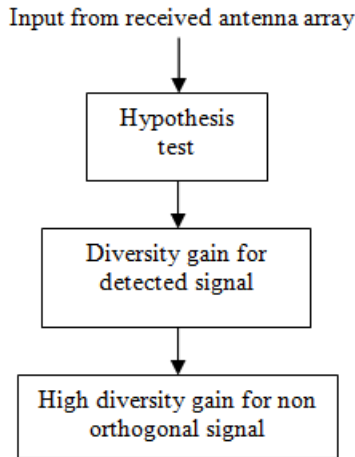 Input from received antenna array
Hypothesis
test
Diversity gain for
detected signal
High diversity gain for non
orthogonal signal